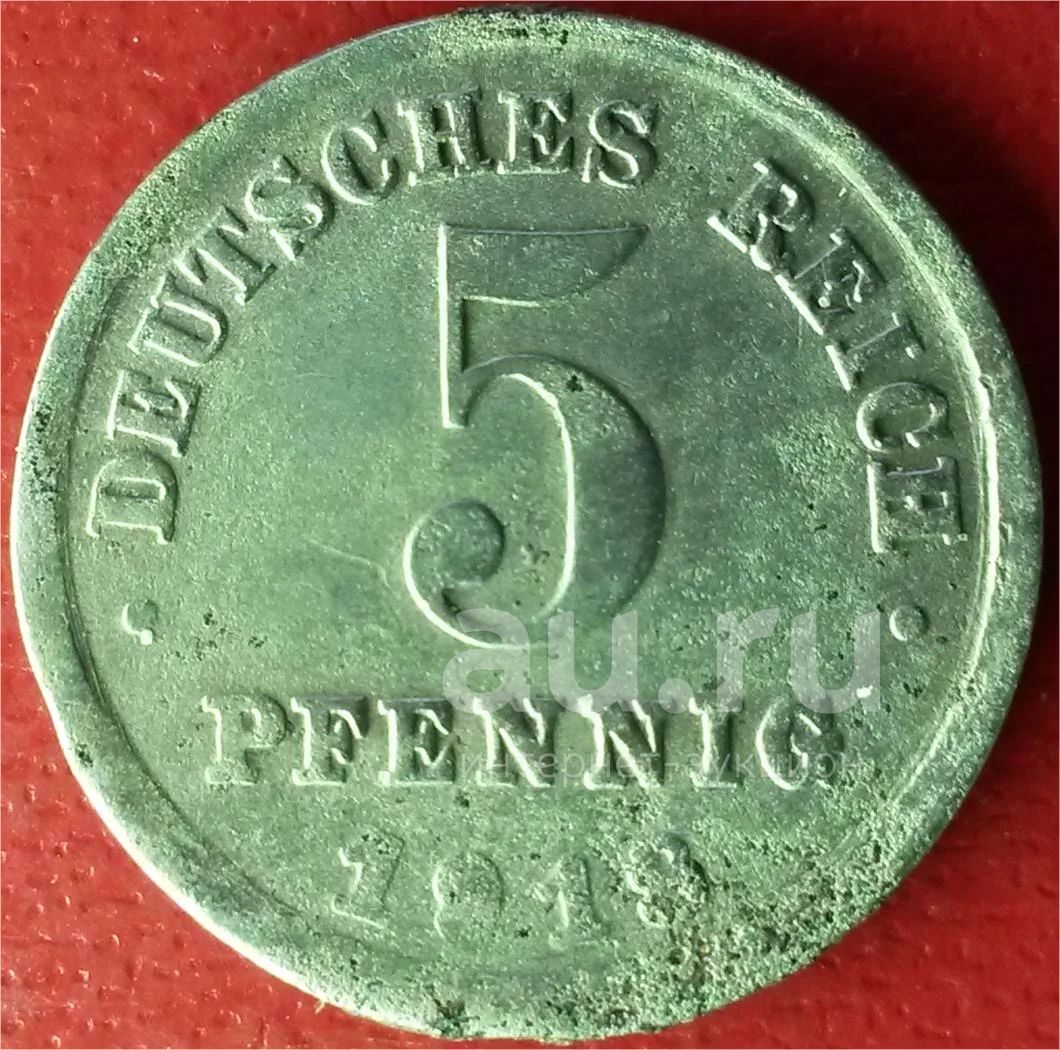 DEUTSCHES REICH
5
PFENNIG
au.ru
интернет-аукцион